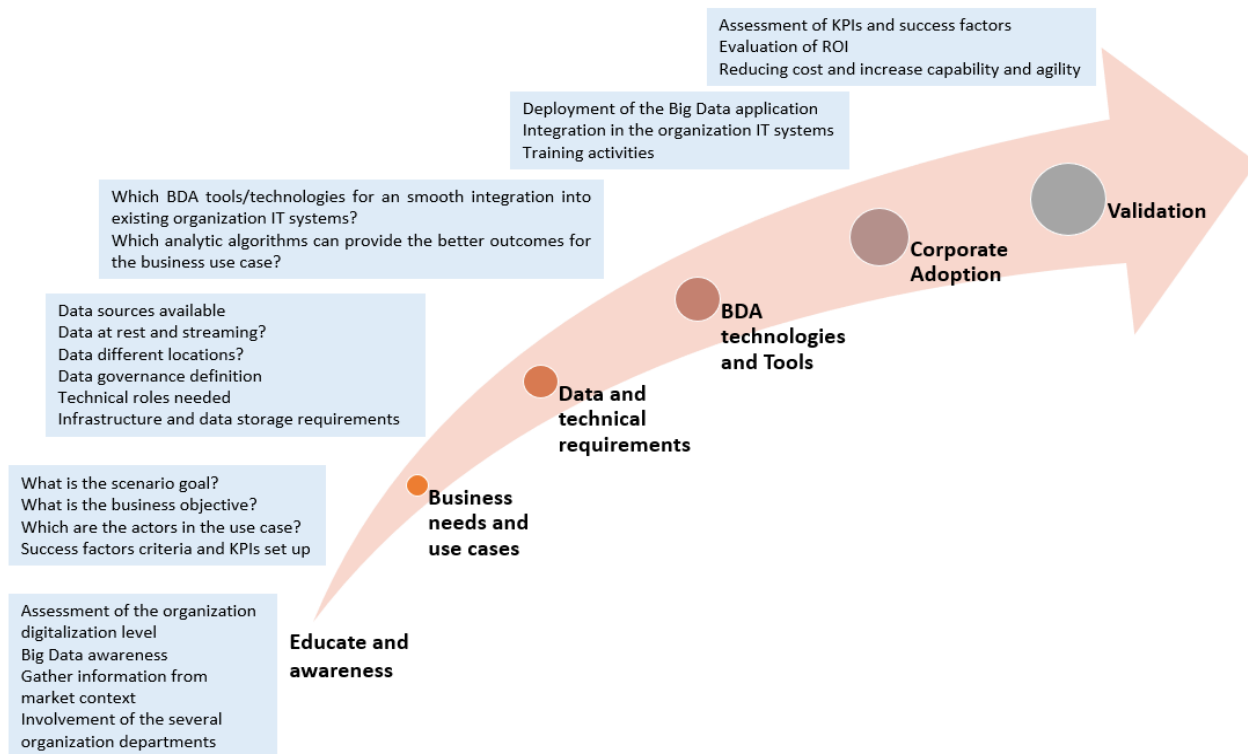 Assessment of KPIs and success factors
Evaluation of ROI
Reducing cost and increase capability and agility
Deployment of the Big Data application
Integration in the organization IT systems
Training activities
Which BDA tools/technologies for an smooth integration into
existing organization IT systems?
Which analytic algorithms can provide the better outcomes for
the business use case?
Validation
Corporate
Adoption
Data sources available
Data at rest and streaming?
Data different locations?
Data governance definition
Technical roles needed
Infrastructure and data storage requirements
BDA
technologies
and Tools
Data and
technical
requirements
What is the scenario goal?
What is the business objective?
Which are the actors in the use case?
Success factors criteria and KPIs set up
Business
needs and
use cases
Assessment of the organization
digitalization level
Big Data awareness
Gather information from
market context
Involvement of the several
organization departments
Educate and
awareness